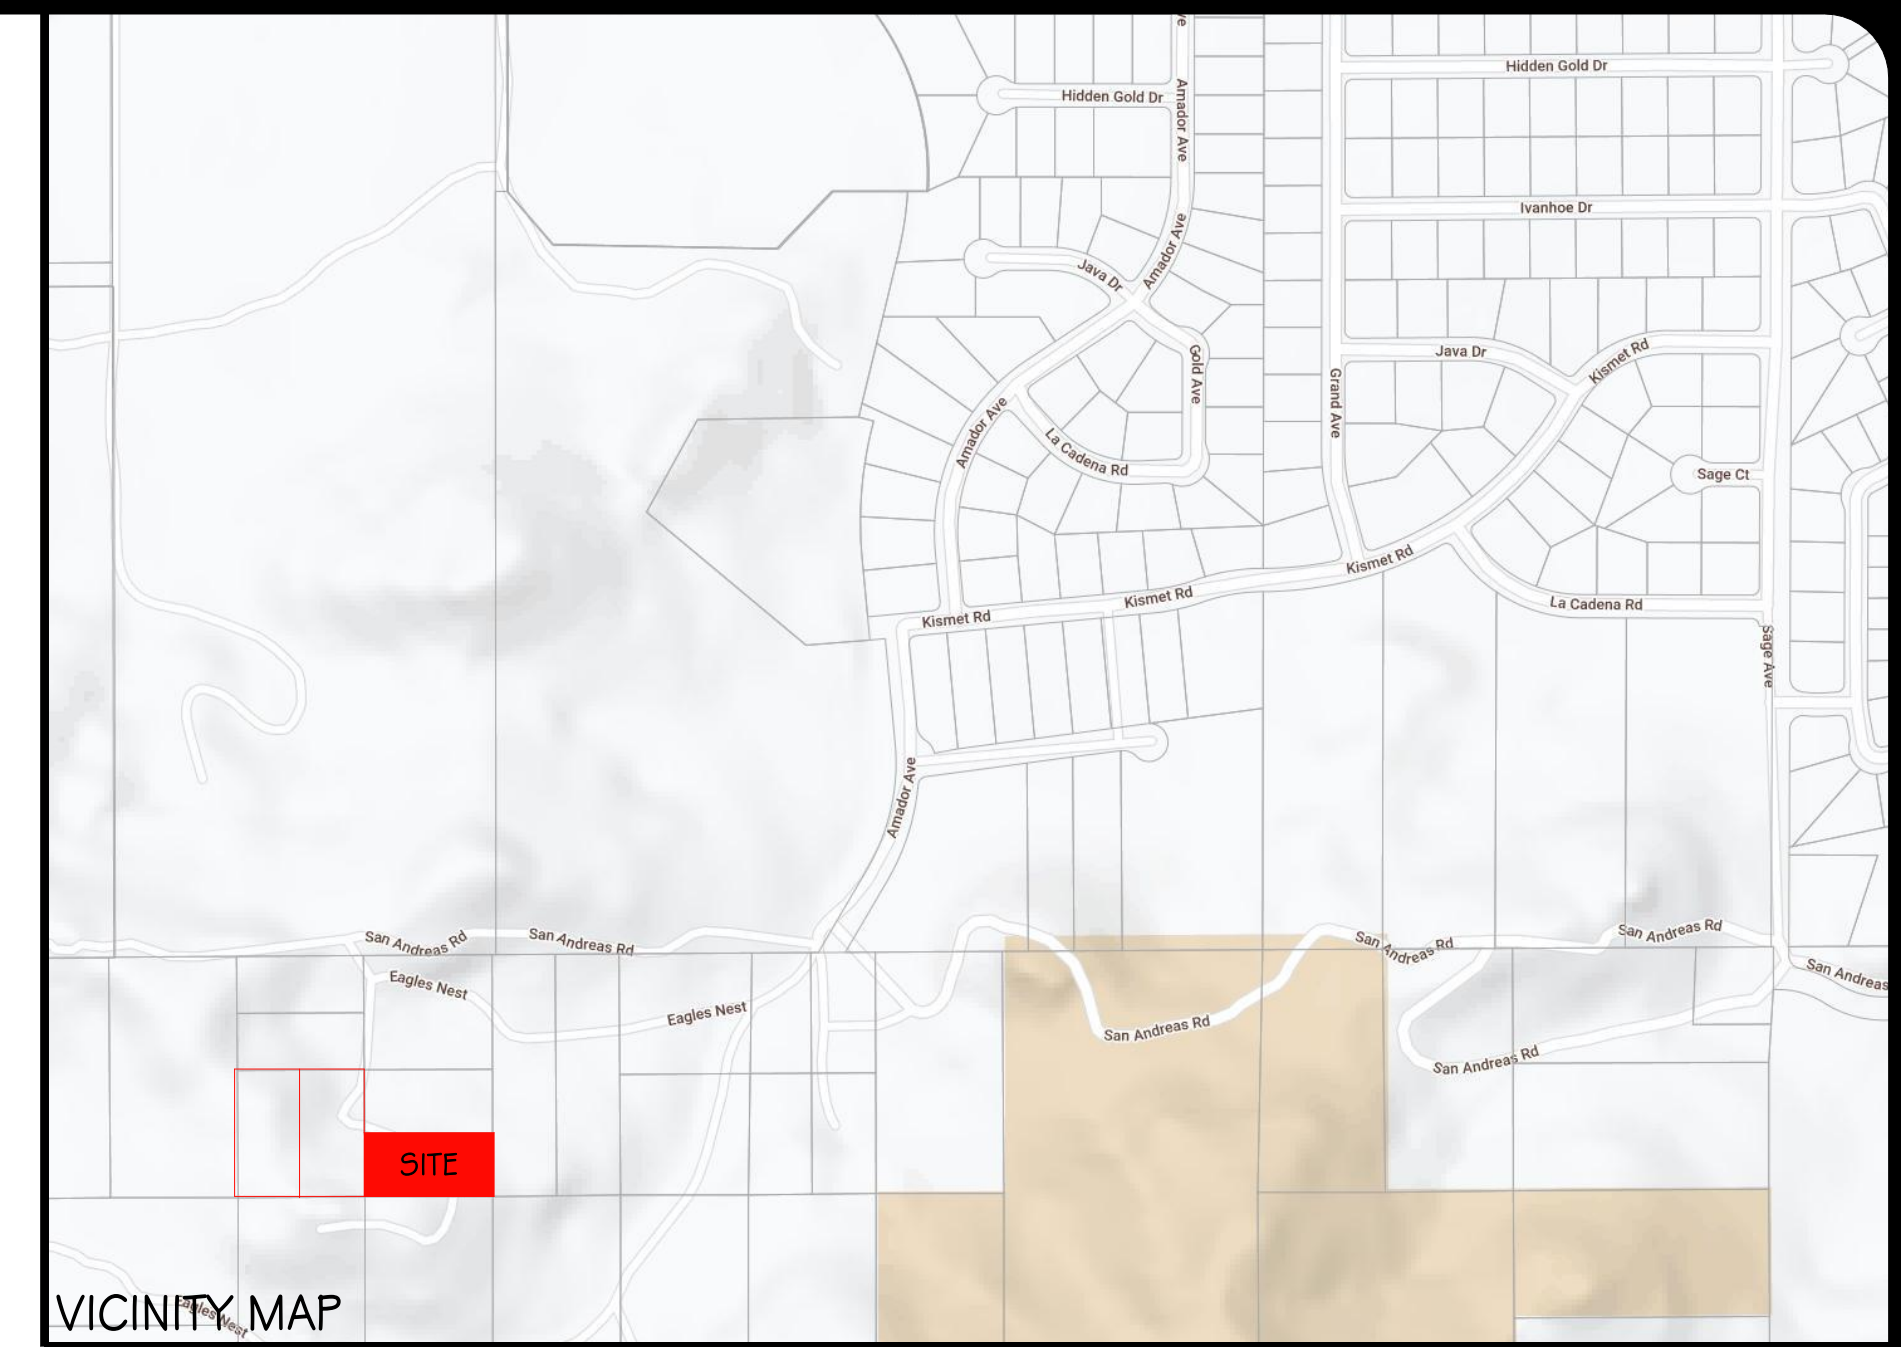 ve
Hidden Gold Dr
Hidden Gold Dr
Amador Ave
Ivanhoe Dr
Amador Ave
Java Dr
Gold Ave
Java Dr
Kismet Rd
Grand Ave
Amador Ave
La Cadena Rd
Sage Ct
Kismet Rd
Kismet Rd
Kismet Rd
La Cadena Rd
Sage Ave
Amador Ave
San Andreas Rd
San Andreas Rd
San Andreas Rd
San Andreas Rd
San Andreas
Eagles Nest
Eagles Nest
San Andreas Rd
San Andreas Rd
SITE
Eagles Nest
VICINITY MAP